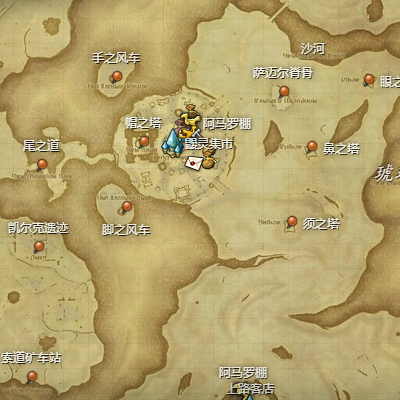 沙河
手之风车
萨迈尔脊骨
眼之
帽之塔
阿马罗棚
鼹灵集市
尾之道
鼻之塔
琥
须之塔
凯尔克遗迹
脚之风车
索道矿车站
阿马罗棚
上路客店